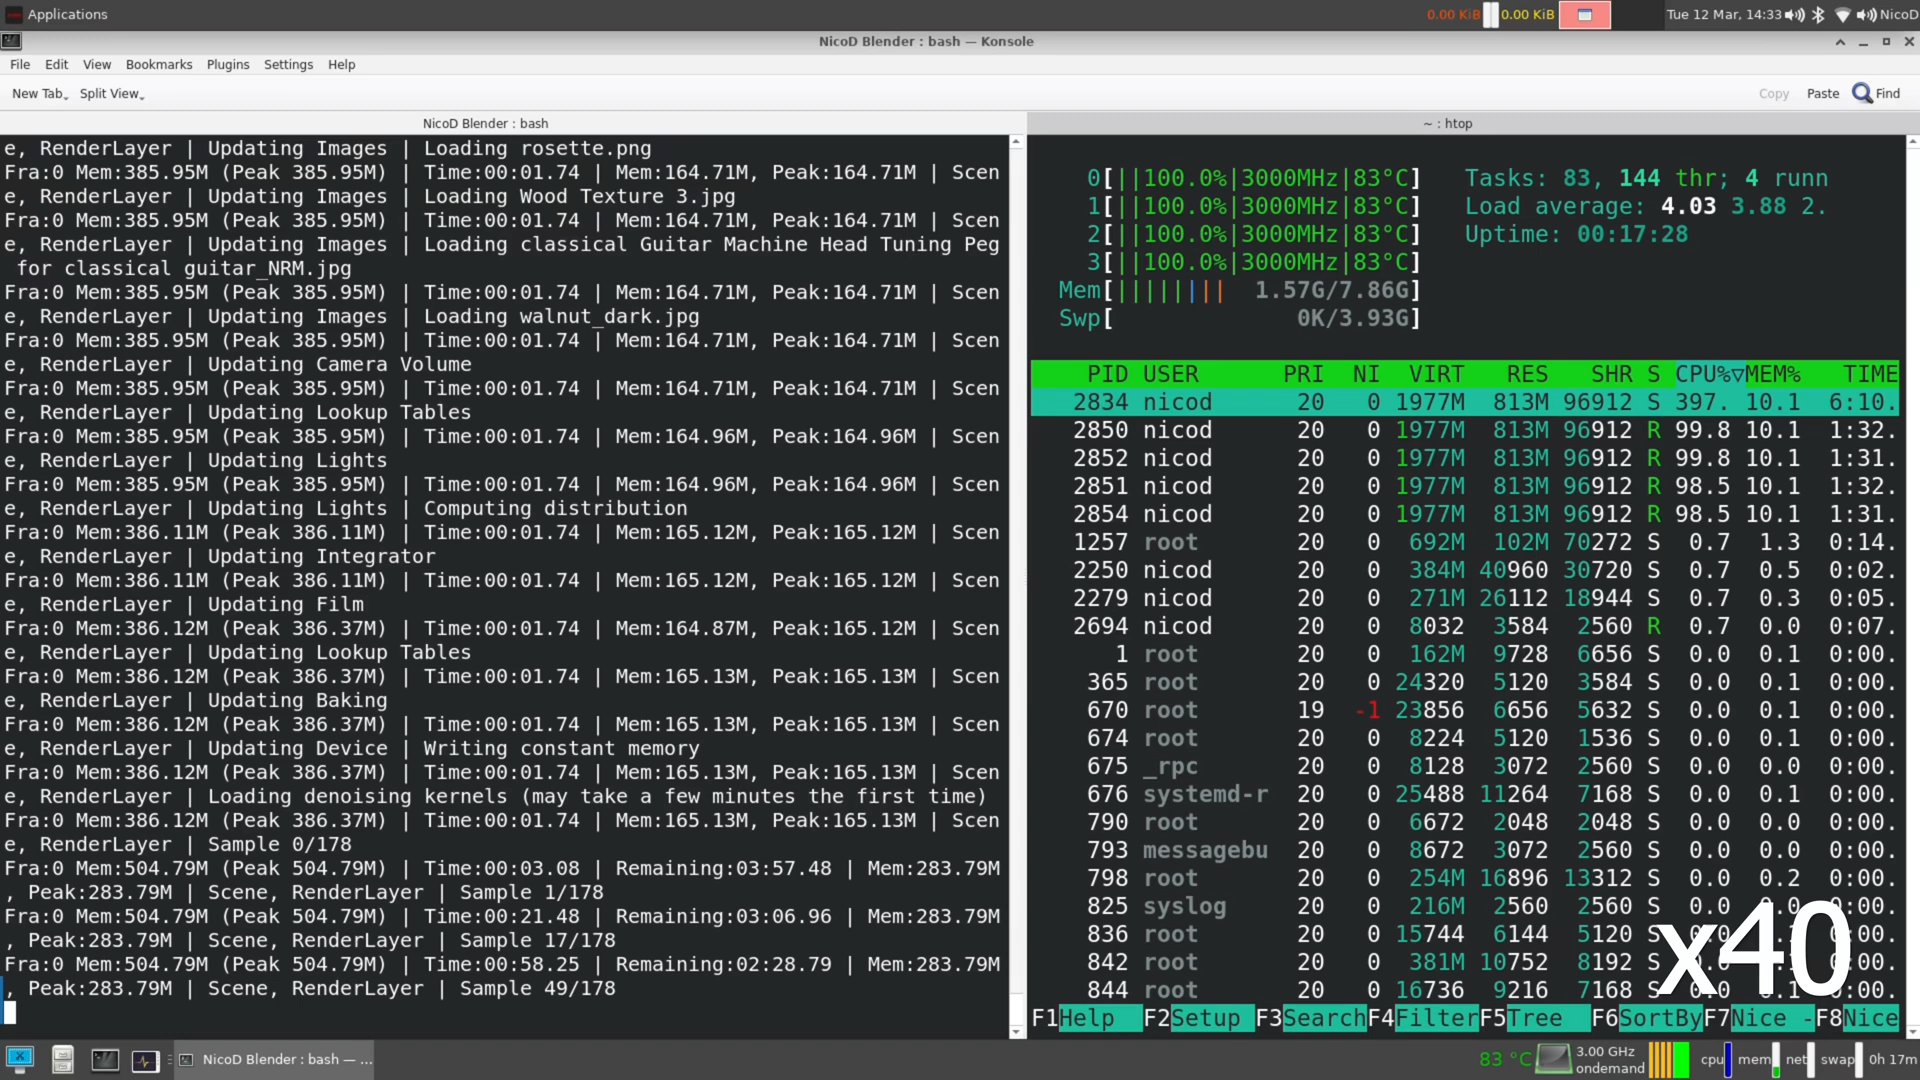 Applications
0.00 KiB 0.00 KiB Tue 12 Mar, 14:33 NicoD
NicoD Blender : bash — Konsole
File Edit View Bookmarks Plugins Settings Help
New Tab Split View Copy Paste Find
NicoD Blender : bash
e, RenderLayer | Updating Images | Loading rosette.png
Fra:0 Mem:385.95M (Peak 385.95M) | Time:00:01.74 | Mem:164.71M, Peak:164.71M | Scen
e, RenderLayer | Updating Images | Loading Wood Texture 3.jpg
Fra:0 Mem:385.95M (Peak 385.95M) | Time:00:01.74 | Mem:164.71M, Peak:164.71M | Scen
e, RenderLayer | Updating Images | Loading classical Guitar Machine Head Tuning Peg
for classical guitar_NRM.jpg
Fra:0 Mem:385.95M (Peak 385.95M) | Time:00:01.74 | Mem:164.71M, Peak:164.71M | Scen
e, RenderLayer | Updating Images | Loading walnut_dark.jpg
Fra:0 Mem:385.95M (Peak 385.95M) | Time:00:01.74 | Mem:164.71M, Peak:164.71M | Scen
e, RenderLayer | Updating Camera Volume
Fra:0 Mem:385.95M (Peak 385.95M) | Time:00:01.74 | Mem:164.71M, Peak:164.71M | Scen
e, RenderLayer | Updating Lookup Tables
Fra:0 Mem:385.95M (Peak 385.95M) | Time:00:01.74 | Mem:164.96M, Peak:164.96M | Scen
e, RenderLayer | Updating Lights
Fra:0 Mem:385.95M (Peak 385.95M) | Time:00:01.74 | Mem:164.96M, Peak:164.96M | Scen
e, RenderLayer | Updating Lights | Computing distribution
Fra:0 Mem:386.11M (Peak 386.11M) | Time:00:01.74 | Mem:165.12M, Peak:165.12M | Scen
e, RenderLayer | Updating Integrator
Fra:0 Mem:386.11M (Peak 386.11M) | Time:00:01.74 | Mem:165.12M, Peak:165.12M | Scen
e, RenderLayer | Updating Film
Fra:0 Mem:386.12M (Peak 386.37M) | Time:00:01.74 | Mem:164.87M, Peak:165.12M | Scen
e, RenderLayer | Updating Lookup Tables
Fra:0 Mem:386.12M (Peak 386.37M) | Time:00:01.74 | Mem:165.13M, Peak:165.13M | Scen
e, RenderLayer | Updating Baking
Fra:0 Mem:386.12M (Peak 386.37M) | Time:00:01.74 | Mem:165.13M, Peak:165.13M | Scen
e, RenderLayer | Updating Device | Writing constant memory
Fra:0 Mem:386.12M (Peak 386.37M) | Time:00:01.74 | Mem:165.13M, Peak:165.13M | Scen
e, RenderLayer | Loading denoising kernels (may take a few minutes the first time)
Fra:0 Mem:386.12M (Peak 386.37M) | Time:00:01.74 | Mem:165.13M, Peak:165.13M | Scen
e, RenderLayer | Sample 0/178
Fra:0 Mem:504.79M (Peak 504.79M) | Time:00:03.08 | Remaining:03:57.48 | Mem:283.79M
, Peak:283.79M | Scene, RenderLayer | Sample 1/178
Fra:0 Mem:504.79M (Peak 504.79M) | Time:00:21.48 | Remaining:03:06.96 | Mem:283.79M
, Peak:283.79M | Scene, RenderLayer | Sample 17/178
Fra:0 Mem:504.79M (Peak 504.79M) | Time:00:58.25 | Remaining:02:28.79 | Mem:283.79M
, Peak:283.79M | Scene, RenderLayer | Sample 49/178
~ : htop
0[||100.0%|3000MHz|83°C] Tasks: 83, 144 thr; 4 runn
1[||100.0%|3000MHz|83°C] Load average: 4.03 3.88 2.
2[||100.0%|3000MHz|83°C] Uptime: 00:17:28
3[||100.0%|3000MHz|83°C]
Mem[|||||||| 1.57G/7.86G]
Swp[ 0K/3.93G]
PID USER PRI NI VIRT RES SHR S CPU%▽MEM% TIME
2834 nicod 20 0 1977M 813M 96912 S 397. 10.1 6:10.
2850 nicod 20 0 1977M 813M 96912 R 99.8 10.1 1:32.
2852 nicod 20 0 1977M 813M 96912 R 99.8 10.1 1:31.
2851 nicod 20 0 1977M 813M 96912 R 98.5 10.1 1:32.
2854 nicod 20 0 1977M 813M 96912 R 98.5 10.1 1:31.
1257 root 20 0 692M 102M 70272 S 0.7 1.3 0:14.
2250 nicod 20 0 384M 40960 30720 S 0.7 0.5 0:02.
2279 nicod 20 0 271M 26112 18944 S 0.7 0.3 0:05.
2694 nicod 20 0 8032 3584 2560 R 0.7 0.0 0:07.
1 root 20 0 162M 9728 6656 S 0.0 0.1 0:00.
365 root 20 0 24320 5120 3584 S 0.0 0.1 0:00.
670 root 19 -1 23856 6656 5632 S 0.0 0.1 0:00.
674 root 20 0 8224 5120 1536 S 0.0 0.1 0:00.
675 _rpc 20 0 8128 3072 2560 S 0.0 0.0 0:00.
676 systemd-r 20 0 25488 11264 7168 S 0.0 0.1 0:00.
790 root 20 0 6672 2048 2048 S 0.0 0.0 0:00.
793 messagebu 20 0 8672 3072 2560 S 0.0 0.0 0:00.
798 root 20 0 254M 16896 13312 S 0.0 0.2 0:00.
825 syslog 20 0 216M 2560 2560 S 0.0 0:00.
836 root 20 0 15744 6144 5120 S :00.
842 root 20 0 381M 10752 8192 S :00.
844 root 20 0 16736 9216 7168 S 0:00.
x40
F1Help F2Setup F3SearchF4FilterF5Tree F6SortByF7Nice -F8Nice
NicoD Blender : bash — ... 83 °C 3.00 GHz ondemand cpu mem net swap 0h 17m